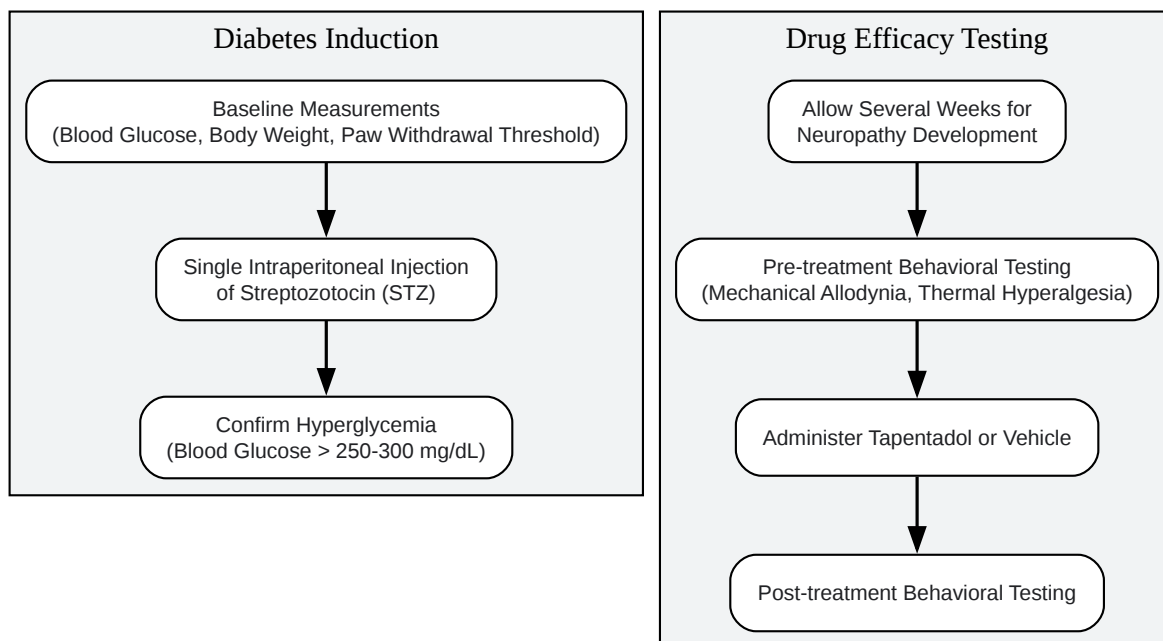 Diabetes Induction
Baseline Measurements
(Blood Glucose, Body Weight, Paw Withdrawal Threshold)
Single Intraperitoneal Injection
of Streptozotocin (STZ)
Confirm Hyperglycemia
(Blood Glucose > 250-300 mg/dL)
Drug Efficacy Testing
Allow Several Weeks for
Neuropathy Development
Pre-treatment Behavioral Testing
(Mechanical Allodynia, Thermal Hyperalgesia)
Administer Tapentadol or Vehicle
Post-treatment Behavioral Testing